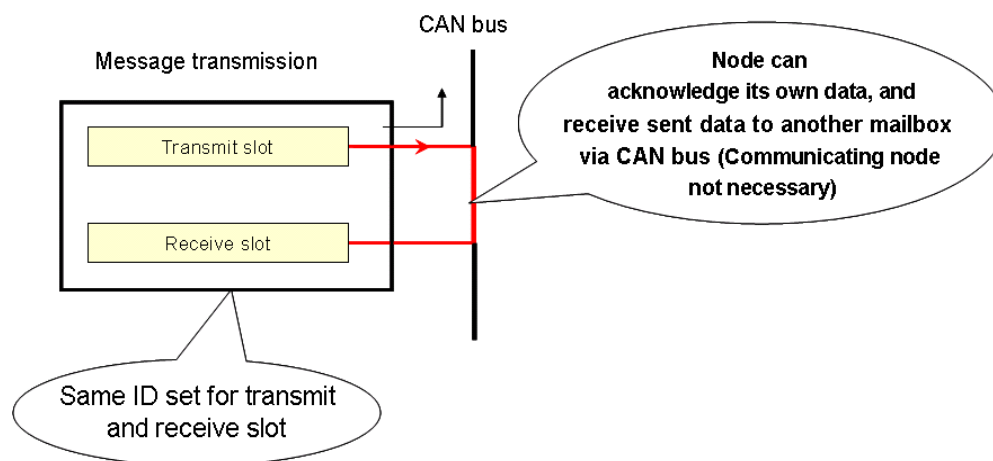 CAN bus
Message transmission
Transmit slot
Receive slot
Node can
acknowledge its own data, and
receive sent data to another mailbox
via CAN bus (Communicating node
not necessary)
Same ID set for transmit
and receive slot